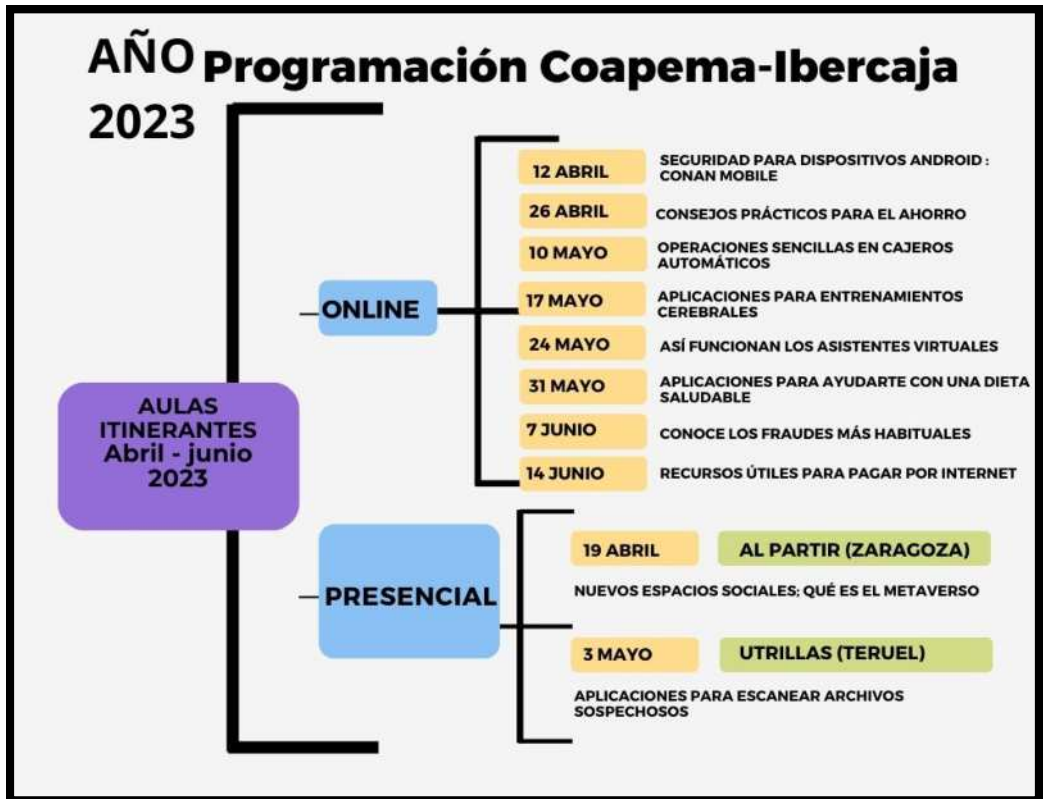 AÑO
2023
Programación Coapema-Ibercaja
AULAS
ITINERANTES
Abril - junio
2023
ONLINE
12 ABRIL
SEGURIDAD PARA DISPOSITIVOS ANDROID :
CONAN MOBILE
26 ABRIL
CONSEJOS PRÁCTICOS PARA EL AHORRO
10 MAYO
OPERACIONES SENCILLAS EN CAJEROS
AUTOMÁTICOS
17 MAYO
APLICACIONES PARA ENTRENAMIENTOS
CEREBRALES
24 MAYO
ASÍ FUNCIONAN LOS ASISTENTES VIRTUALES
31 MAYO
APLICACIONES PARA AYUDARTE CON UNA DIETA
SALUDABLE
7 JUNIO
CONOCE LOS FRAUDES MÁS HABITUALES
14 JUNIO
RECURSOS ÚTILES PARA PAGAR POR INTERNET
PRESENCIAL
19 ABRIL
AL PARTIR (ZARAGOZA)
NUEVOS ESPACIOS SOCIALES; QUÉ ES EL METAVERSO
3 MAYO
UTRILLAS (TERUEL)
APLICACIONES PARA ESCANEAR ARCHIVOS
SOSPECHOSOS